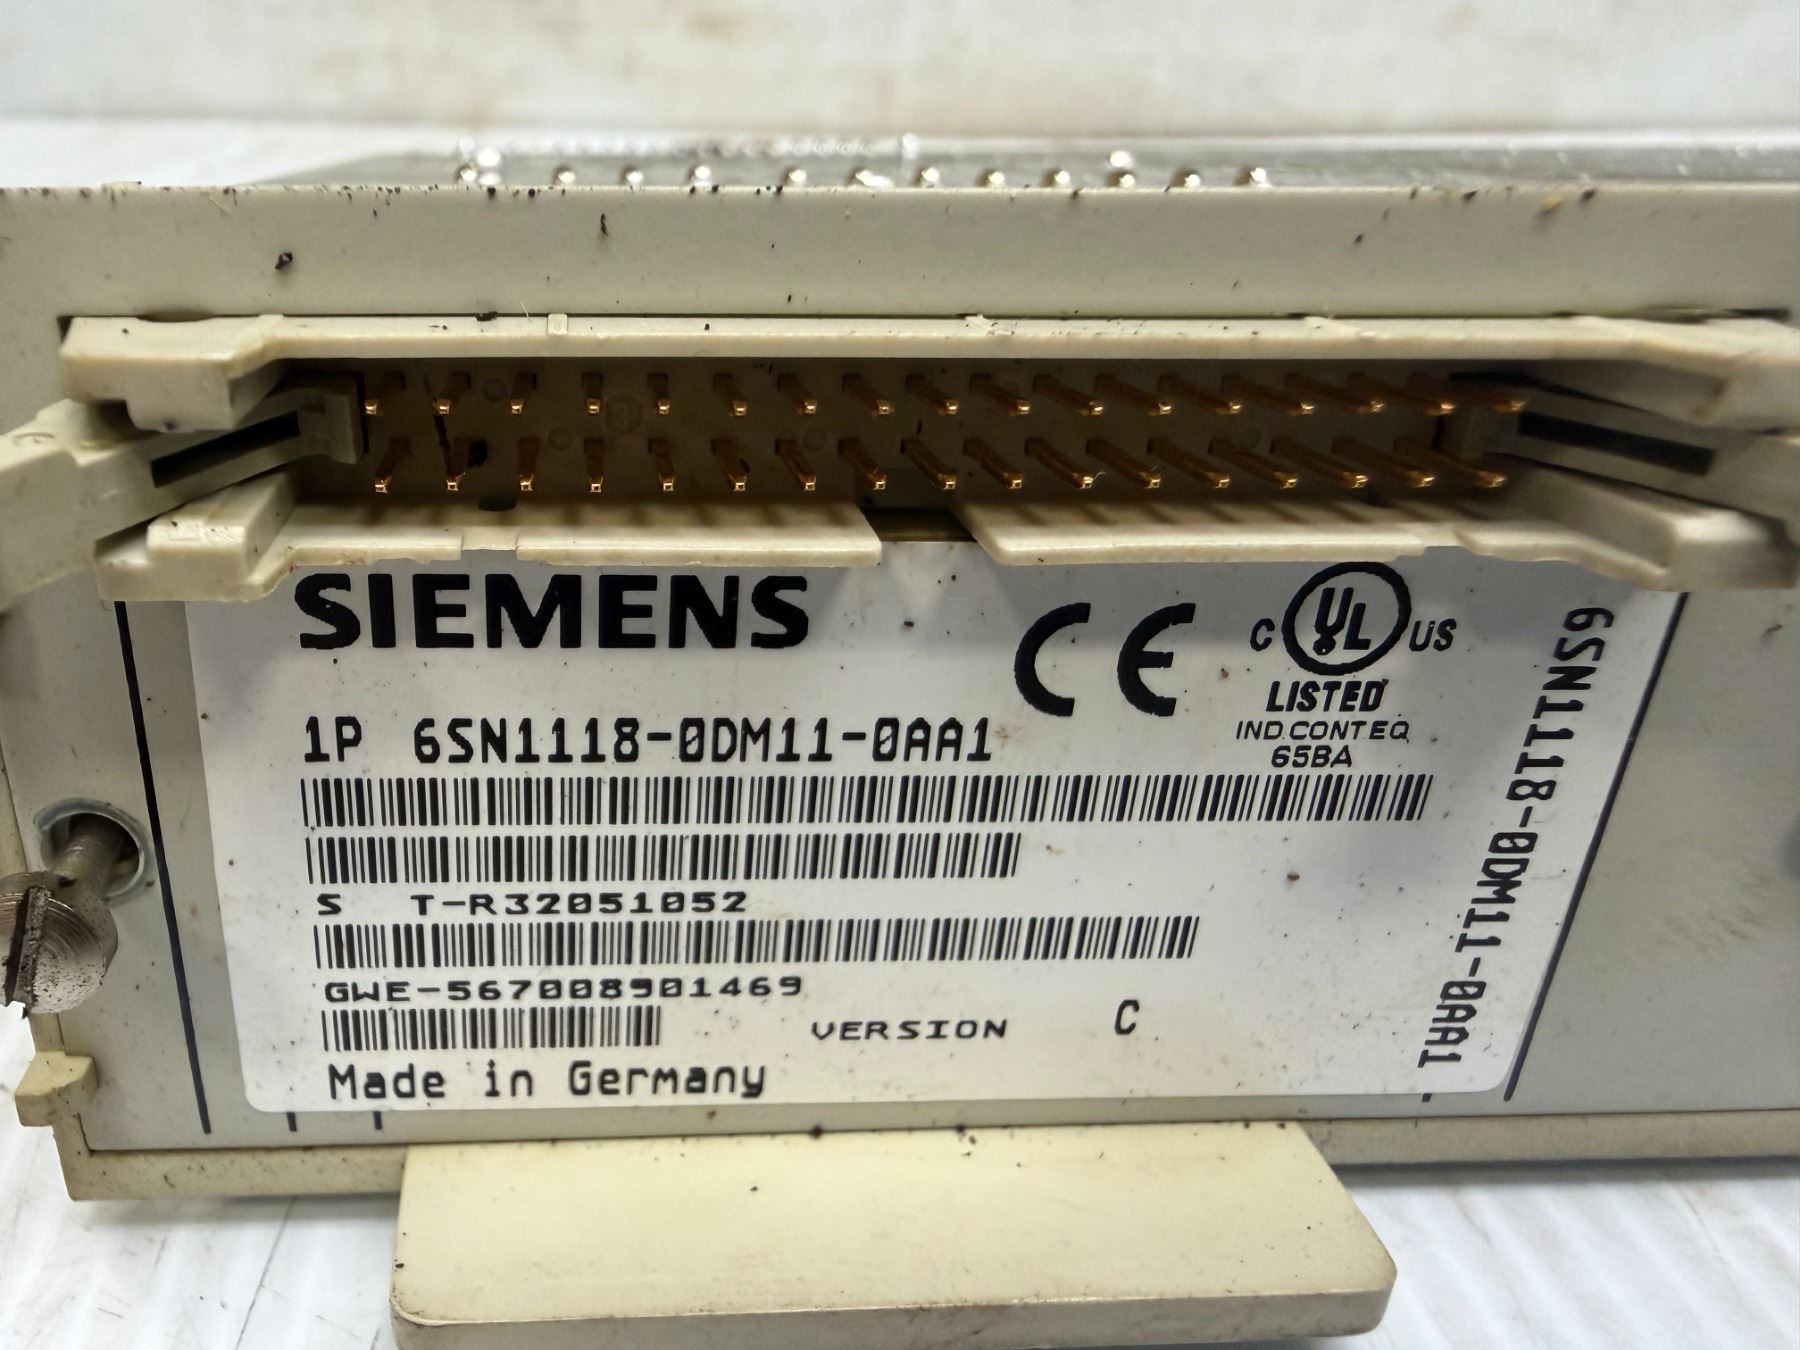 SIEMENS
CE
C UL US
LISTED
IND.CONT.EQ
65BA
1P 6SN1118-0DM11-0AA1
S T-R32051052
GWE-567008901469
VERSION C
Made in Germany
6SN1118-0DM11-0AA1